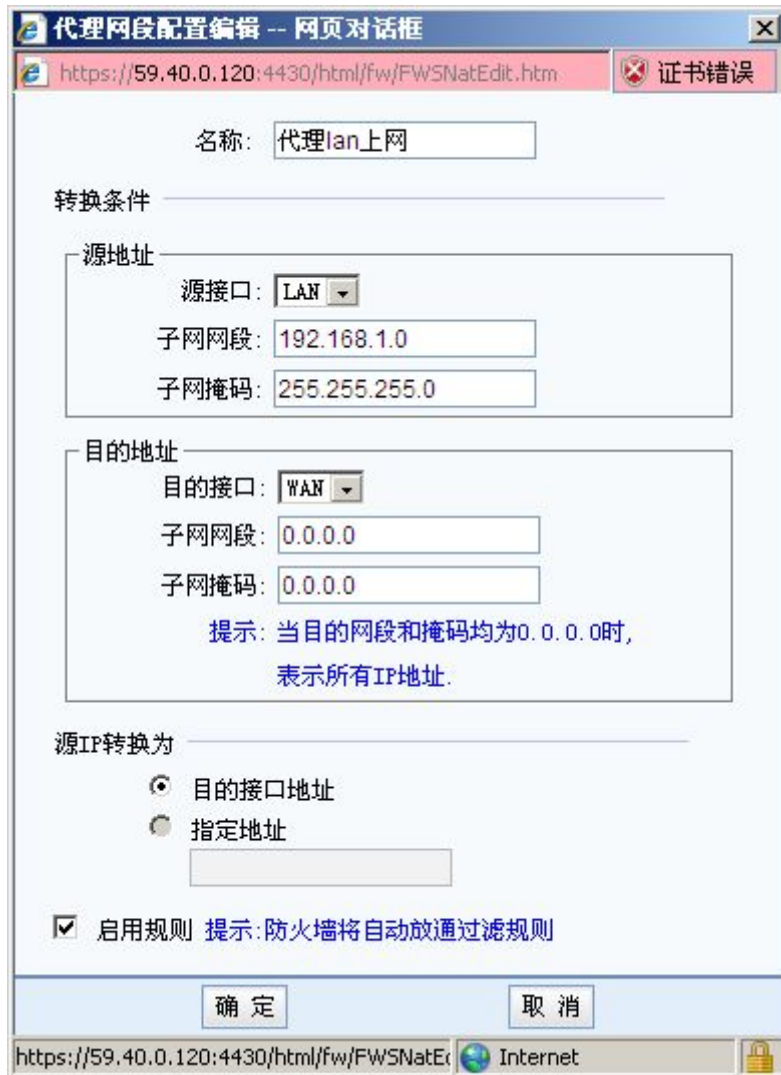 代理网段配置编辑 -- 网页对话框
https://59.40.0.120:4430/html/fw/FWSNatEdit.htm 证书错误
名称: 代理lan上网
转换条件
源地址
源接口: LAN
子网网段: 192.168.1.0
子网掩码: 255.255.255.0
目的地址
目的接口: WAN
子网网段: 0.0.0.0
子网掩码: 0.0.0.0
提示: 当目的网段和掩码均为0.0.0.0时,
表示所有IP地址.
源IP转换为
目的接口地址
指定地址
启用规则 提示:防火墙将自动放通过滤规则
确 定 取 消
https://59.40.0.120:4430/html/fw/FWSNatEd Internet